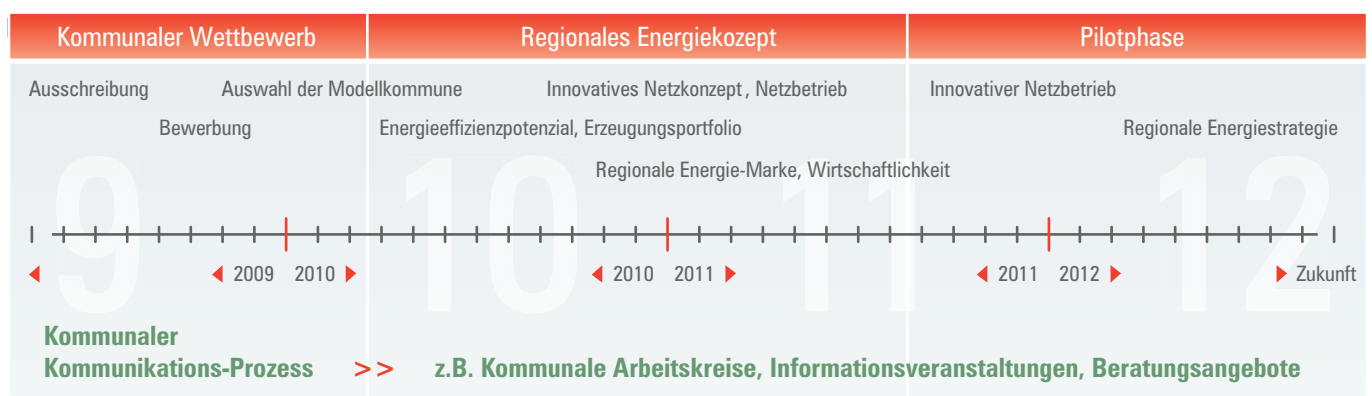 Kommunaler Wettbewerb Regionales Energiekozept Pilotphase
Ausschreibung Auswahl der Modellkommune Innovatives Netzkonzept , Netzbetrieb Innovativer Netzbetrieb
Bewerbung Energieeffizienzpotenzial, Erzeugungsportfolio Regionale Energiestrategie
Regionale Energie-Marke, Wirtschaftlichkeit
9 10 11 12
2009 2010 2010 2011 2011 2012 Zukunft
Kommunaler
Kommunikations-Prozess >> z.B. Kommunale Arbeitskreise, Informationsveranstaltungen, Beratungsangebote